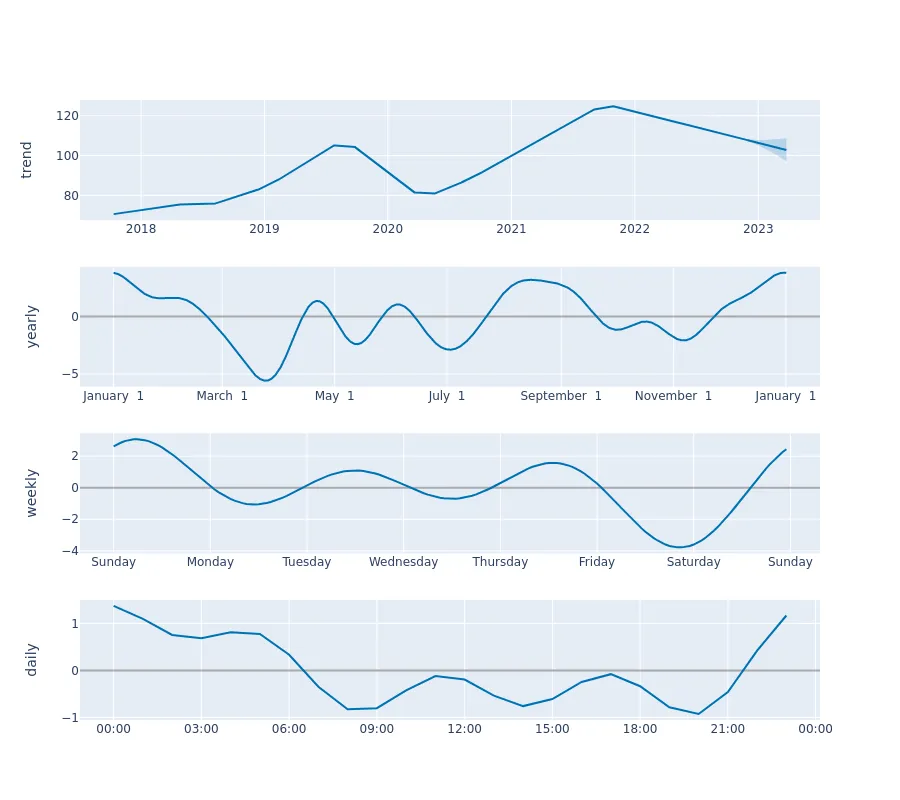 trend
120
100
80
2018 2019 2020 2021 2022 2023
yearly
0
−5
January 1 March 1 May 1 July 1 September 1 November 1 January 1
weekly
2
0
−2
−4
Sunday Monday Tuesday Wednesday Thursday Friday Saturday Sunday
daily
1
0
−1
00:00 03:00 06:00 09:00 12:00 15:00 18:00 21:00 00:00